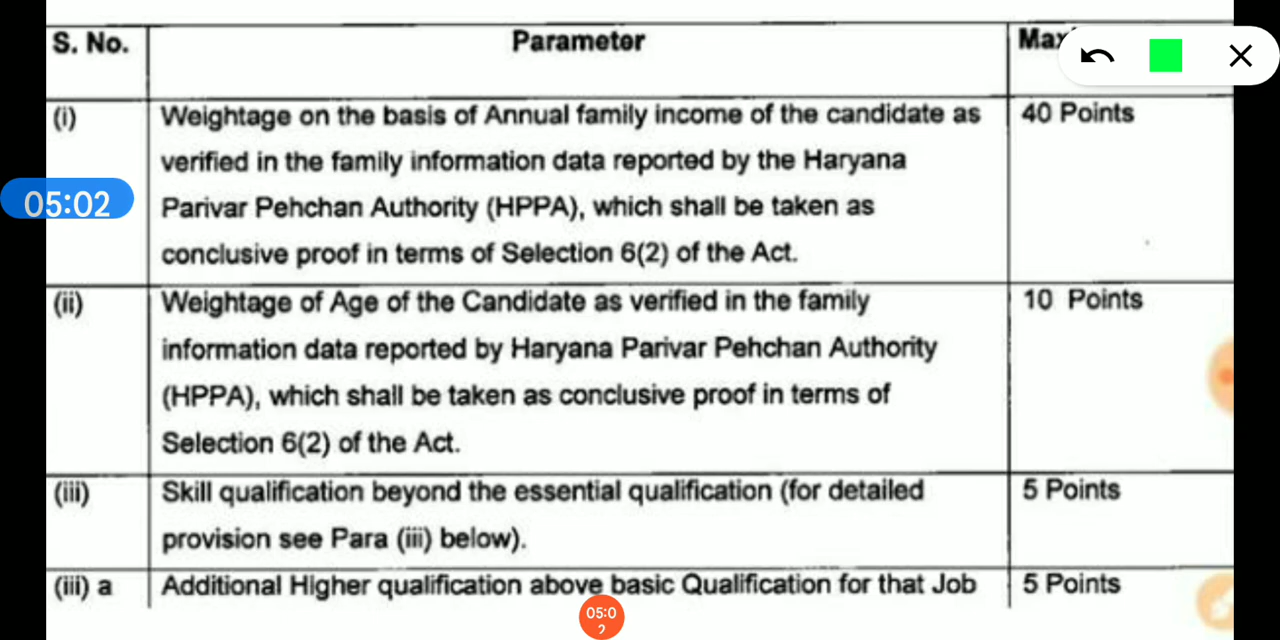 S. No.
Parameter
Max
(i)
Weightage on the basis of Annual family income of the candidate as
verified in the family information data reported by the Haryana
Parivar Pehchan Authority (HPPA), which shall be taken as
conclusive proof in terms of Selection 6(2) of the Act.
40 Points
05:02
(ii)
Weightage of Age of the Candidate as verified in the family
information data reported by Haryana Parivar Pehchan Authority
(HPPA), which shall be taken as conclusive proof in terms of
Selection 6(2) of the Act.
10 Points
(iii)
Skill qualification beyond the essential qualification (for detailed
provision see Para (iii) below).
5 Points
(iii) a
Additional Higher qualification above basic Qualification for that Job
5 Points
05:0
2